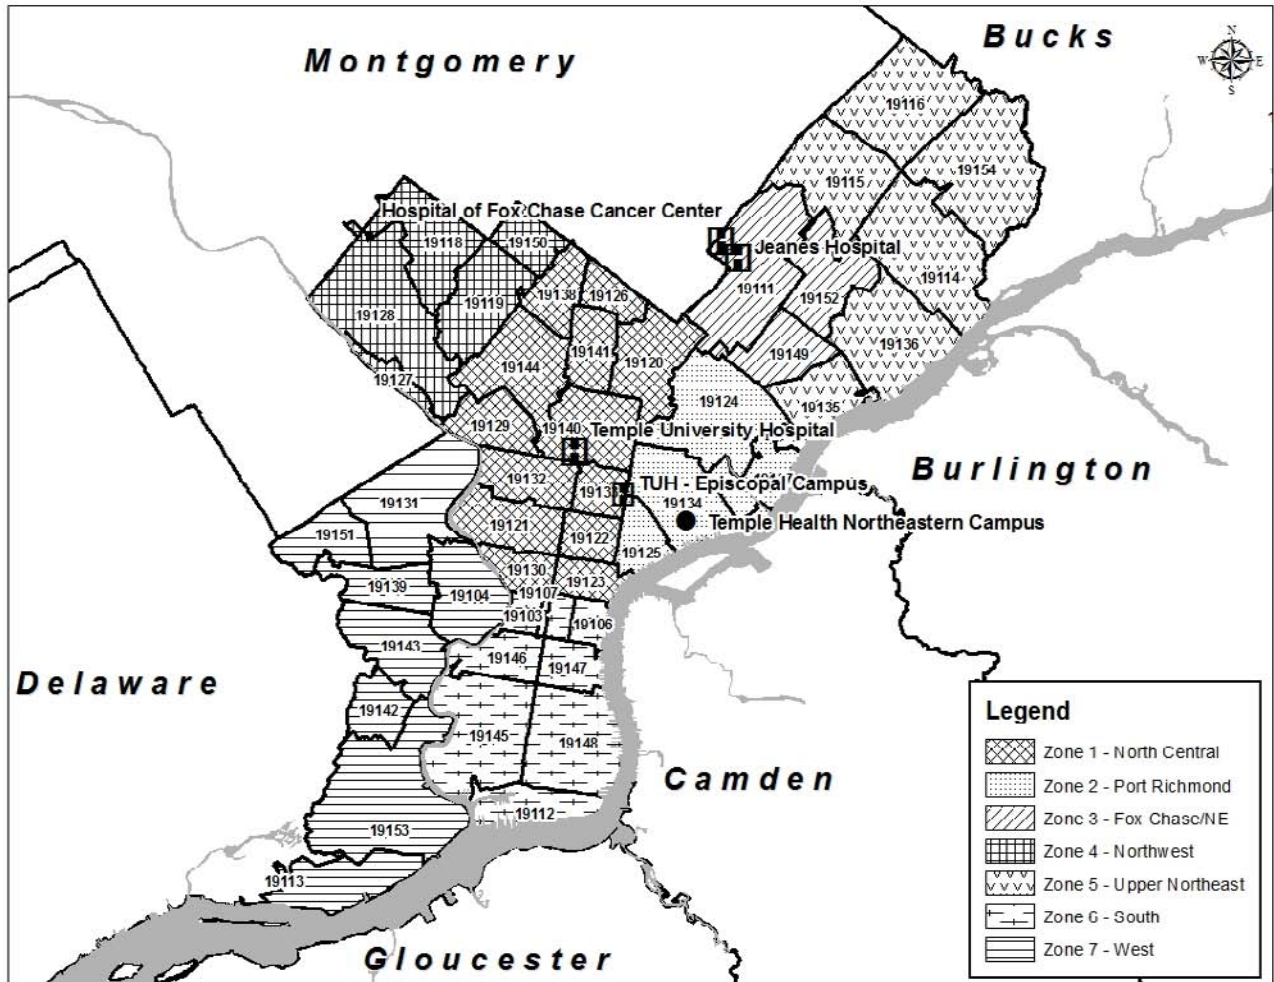 Bucks
Montgomery
N
W E
S
19116
19154
19115
Hospital of Fox Chase Cancer Center
19118
19150
Jeanes Hospital
19114
19111
19138
19126
19152
19119
19128
19136
19141
19149
19120
19144
19127
19124
19135
19129
19140
Temple University Hospital
Burlington
19132
19133
TUH - Episcopal Campus
19131
19134
19121
Temple Health Northeastern Campus
19151
19122
19125
19130
19123
19139
19104
19107
19103
19106
19143
19146
19147
Delaware
19142
19145
19148
Camden
19112
19153
19113
Gloucester
Legend
Zone 1 - North Central
Zone 2 - Port Richmond
Zone 3 - Fox Chase/NE
Zone 4 - Northwest
Zone 5 - Upper Northeast
Zone 6 - South
Zone 7 - West